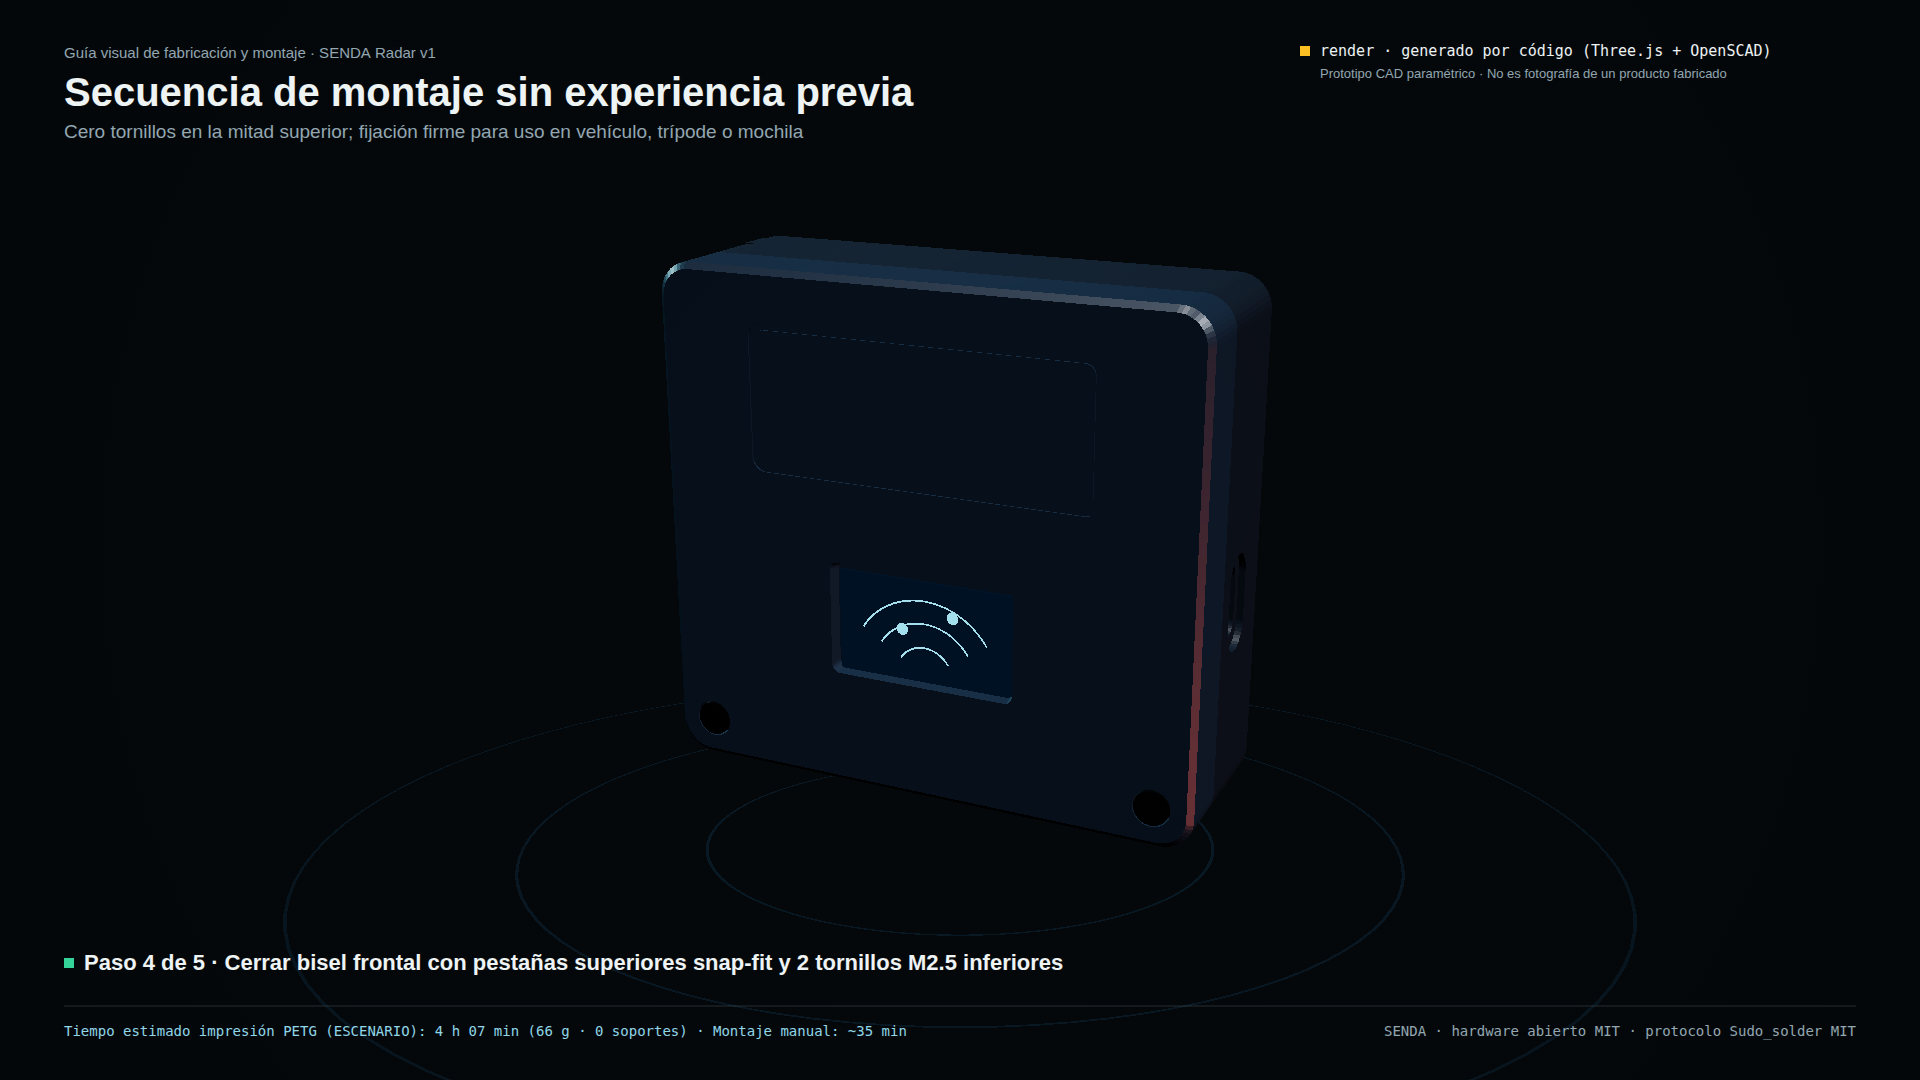 Guía visual de fabricación y montaje · SENDA Radar v1
Secuencia de montaje sin experiencia previa
Cero tornillos en la mitad superior; fijación firme para uso en vehículo, trípode o mochila
render · generado por código (Three.js + OpenSCAD)
Prototipo CAD paramétrico · No es fotografía de un producto fabricado
Paso 4 de 5 · Cerrar bisel frontal con pestañas superiores snap-fit y 2 tornillos M2.5 inferiores
Tiempo estimado impresión PETG (ESCENARIO): 4 h 07 min (66 g · 0 soportes) · Montaje manual: ~35 min
SENDA · hardware abierto MIT · protocolo Sudo_solder MIT